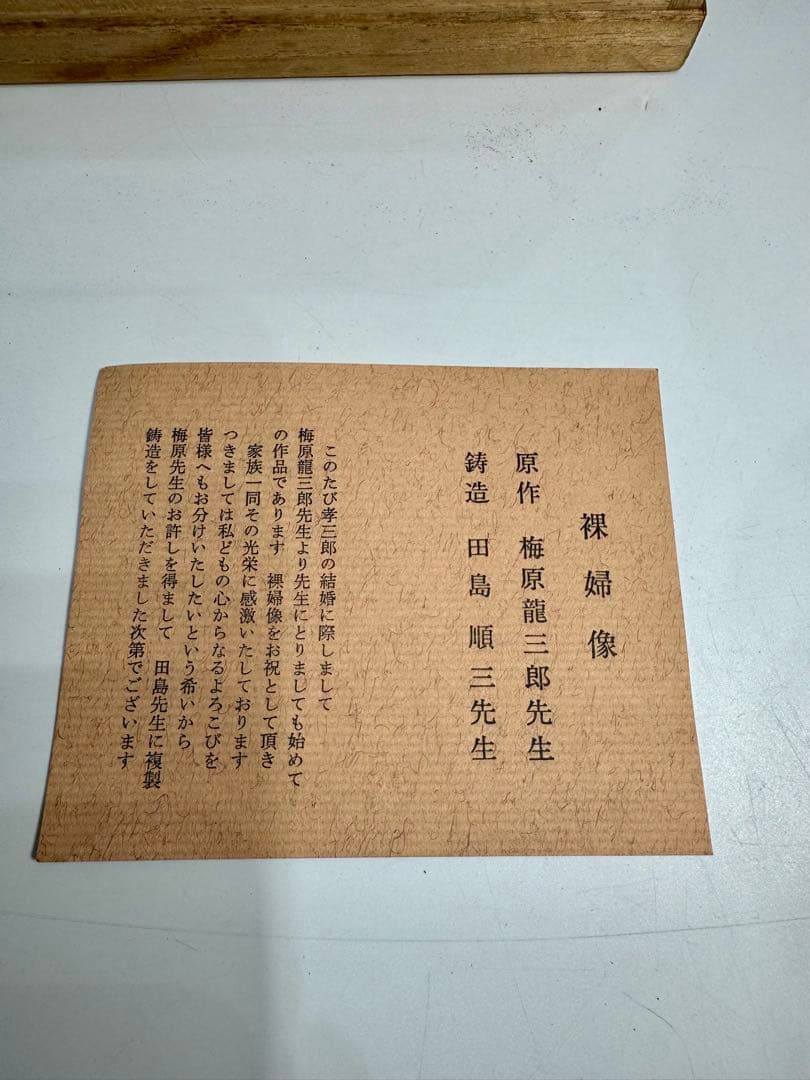 裸婦像
原作　梅原龍三郎先生
鋳造　田島順三先生
このたび孝三郎の結婚に際しまして
梅原龍三郎先生より先生にとりましても始めて
の作品であります　裸婦像をお祝として頂き
家族一同その光栄に感激いたしております
つきましては私どもの心からなるよろこびを
皆様へもお分けいたしたいという希いから
梅原先生のお許しを得まして　田島先生に複製
鋳造をしていただきました次第でございます